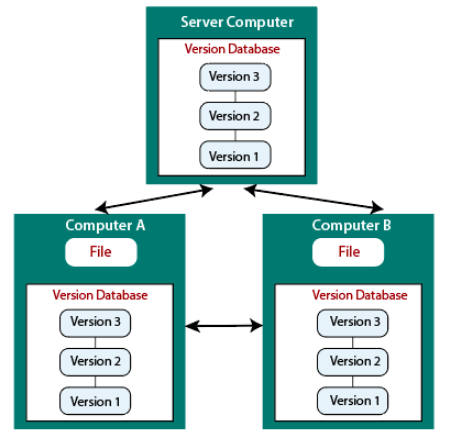 Server Computer
Version Database
Version 3
Version 2
Version 1
Computer A
File
Version Database
Version 3
Version 2
Version 1
Computer B
File
Version Database
Version 3
Version 2
Version 1